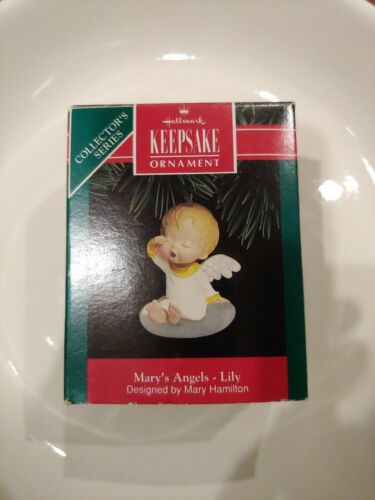 COLLECTOR'S
SERIES
Hallmark
KEEPSAKE
ORNAMENT
Mary's Angels - Lily
Designed by Mary Hamilton